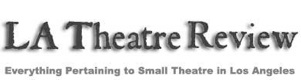 LA Theatre Review
Everything Pertaining to Small Theatre in Los Angeles